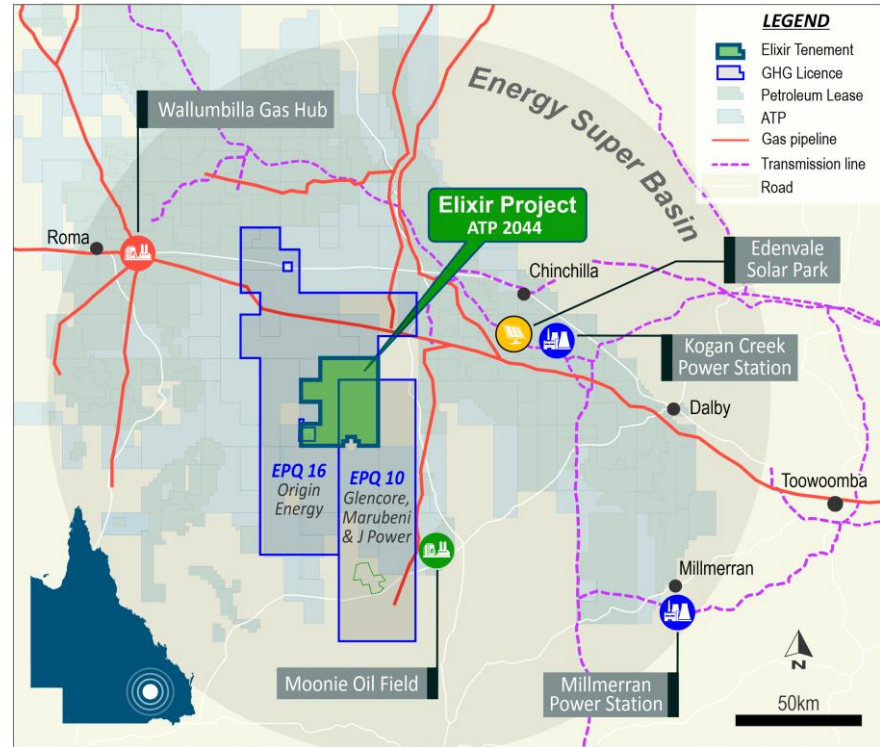 LEGEND
Elixir Tenement
GHG Licence
Petroleum Lease
ATP
Gas pipeline
Transmission line
Road
Energy Super Basin
Wallumbilla Gas Hub
Elixir Project
ATP 2044
Roma
Chinchilla
Edenvale
Solar Park
Kogan Creek
Power Station
Dalby
Toowoomba
EPQ 16
Origin
Energy
EPQ 10
Glencore,
Marubeni
& J Power
Millmerran
Moonie Oil Field
Millmerran
Power Station
N
50km